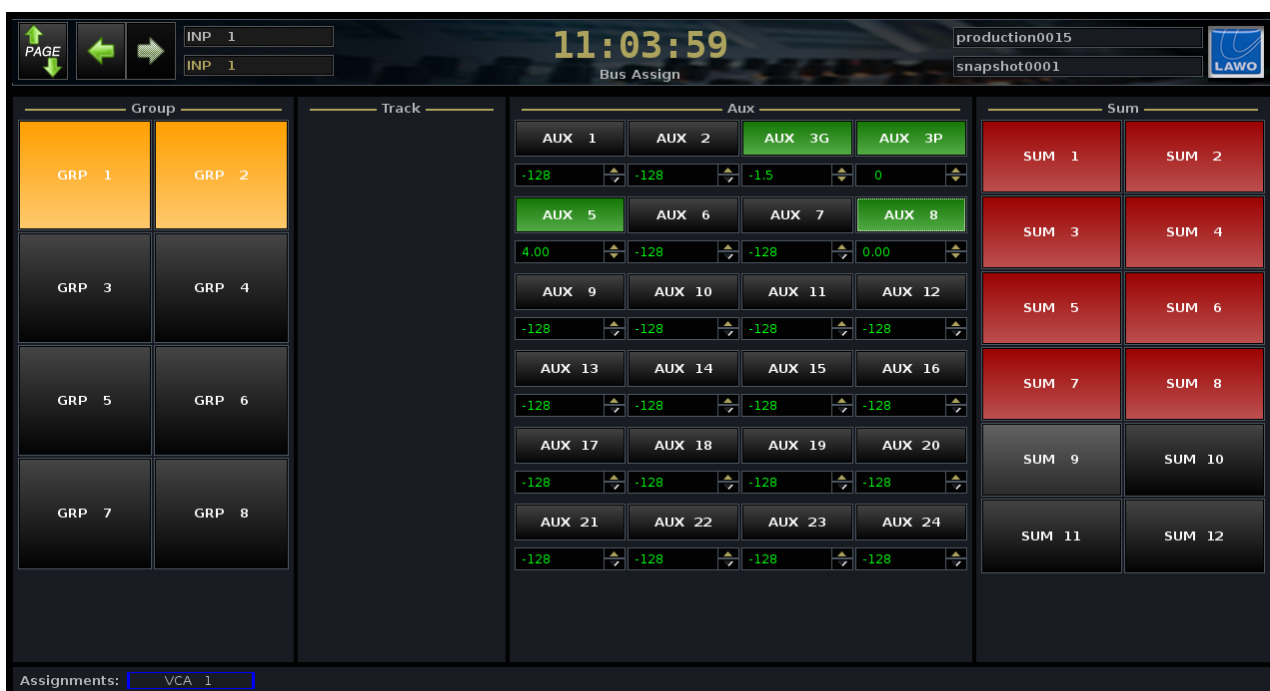 PAGE
INP 1
INP 1
11:03:59
Bus Assign
production0015
snapshot0001
LAWO
Group Track Aux Sum
GRP 1 GRP 2
GRP 3 GRP 4
GRP 5 GRP 6
GRP 7 GRP 8
AUX 1 AUX 2 AUX 3G AUX 3P
-128 -128 -1.5 0
AUX 5 AUX 6 AUX 7 AUX 8
4.00 -128 -128 0.00
AUX 9 AUX 10 AUX 11 AUX 12
-128 -128 -128 -128
AUX 13 AUX 14 AUX 15 AUX 16
-128 -128 -128 -128
AUX 17 AUX 18 AUX 19 AUX 20
-128 -128 -128 -128
AUX 21 AUX 22 AUX 23 AUX 24
-128 -128 -128 -128
SUM 1 SUM 2
SUM 3 SUM 4
SUM 5 SUM 6
SUM 7 SUM 8
SUM 9 SUM 10
SUM 11 SUM 12
Assignments: VCA 1